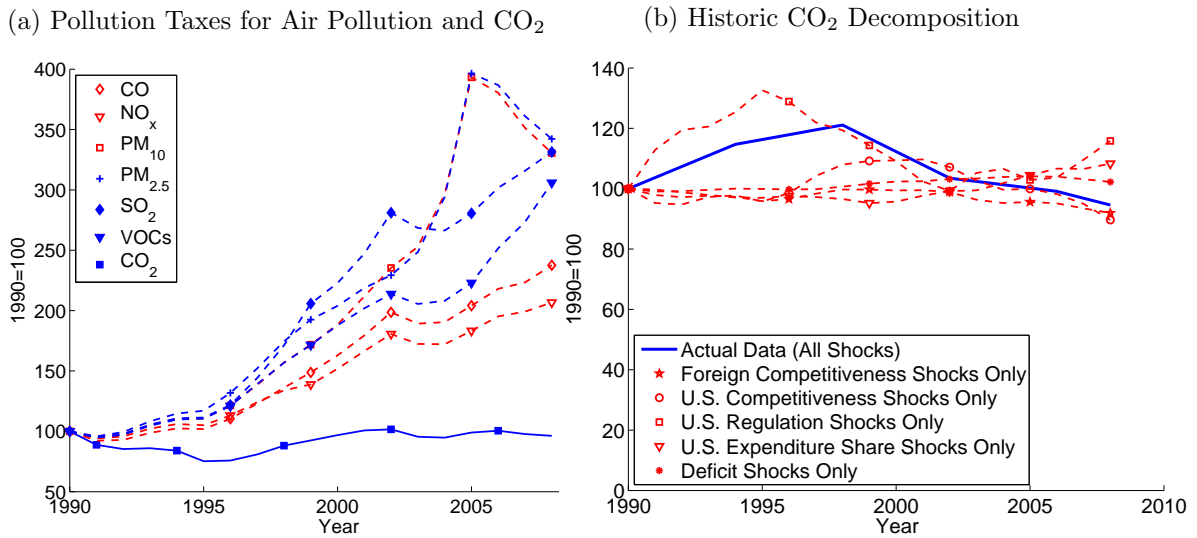 (a) Pollution Taxes for Air Pollution and CO₂
400
350
300
250
200
150
100
50
1990=100
CO
NOₓ
PM₁₀
PM₂.₅
SO₂
VOCs
CO₂
1990
1995
2000
2005
Year
(b) Historic CO₂ Decomposition
140
120
100
80
60
40
20
0
1990=100
Actual Data (All Shocks)
Foreign Competitiveness Shocks Only
U.S. Competitiveness Shocks Only
U.S. Regulation Shocks Only
U.S. Expenditure Share Shocks Only
Deficit Shocks Only
1990
1995
2000
2005
2010
Year